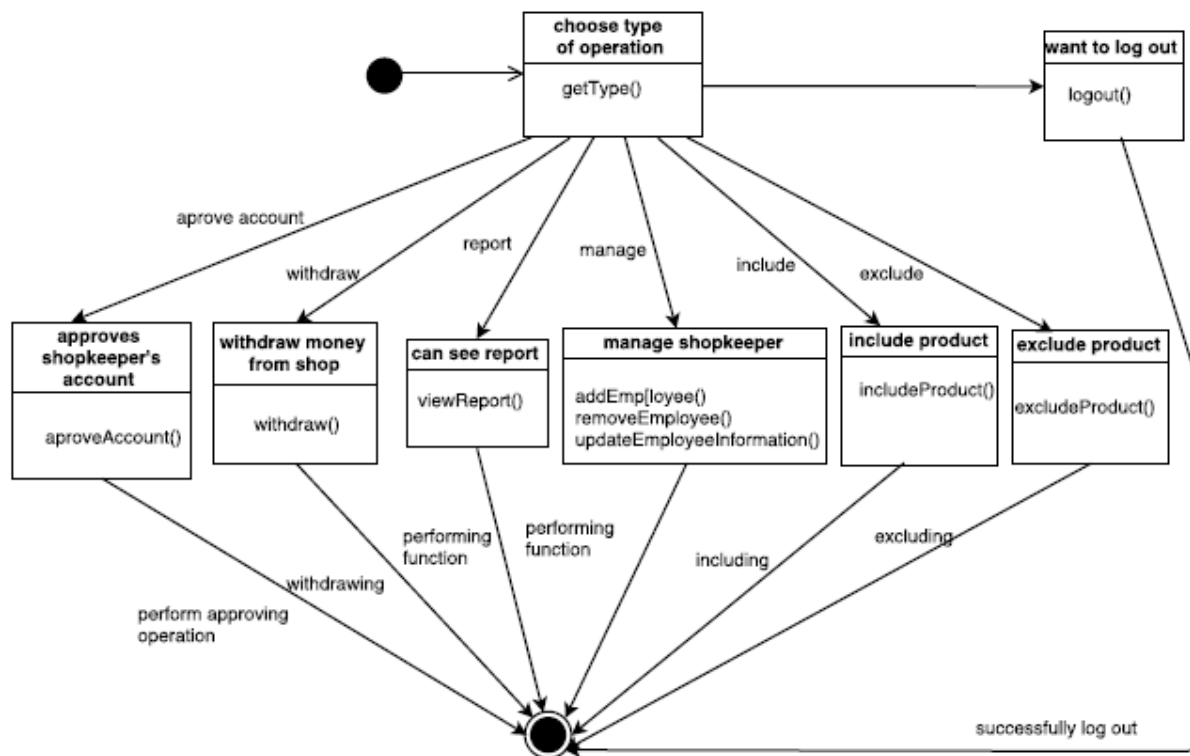 choose type
of operation
getType()
want to log out
logout()
aprove account
withdraw
report
manage
include
exclude
approves
shopkeeper's
account
aproveAccount()
withdraw money
from shop
withdraw()
can see report
viewReport()
manage shopkeeper
addEmp[loyee()
removeEmployee()
updateEmployeeInformation()
include product
includeProduct()
exclude product
excludeProduct()
perform approving
operation
withdrawing
performing
function
performing
function
including
excluding
successfully log out